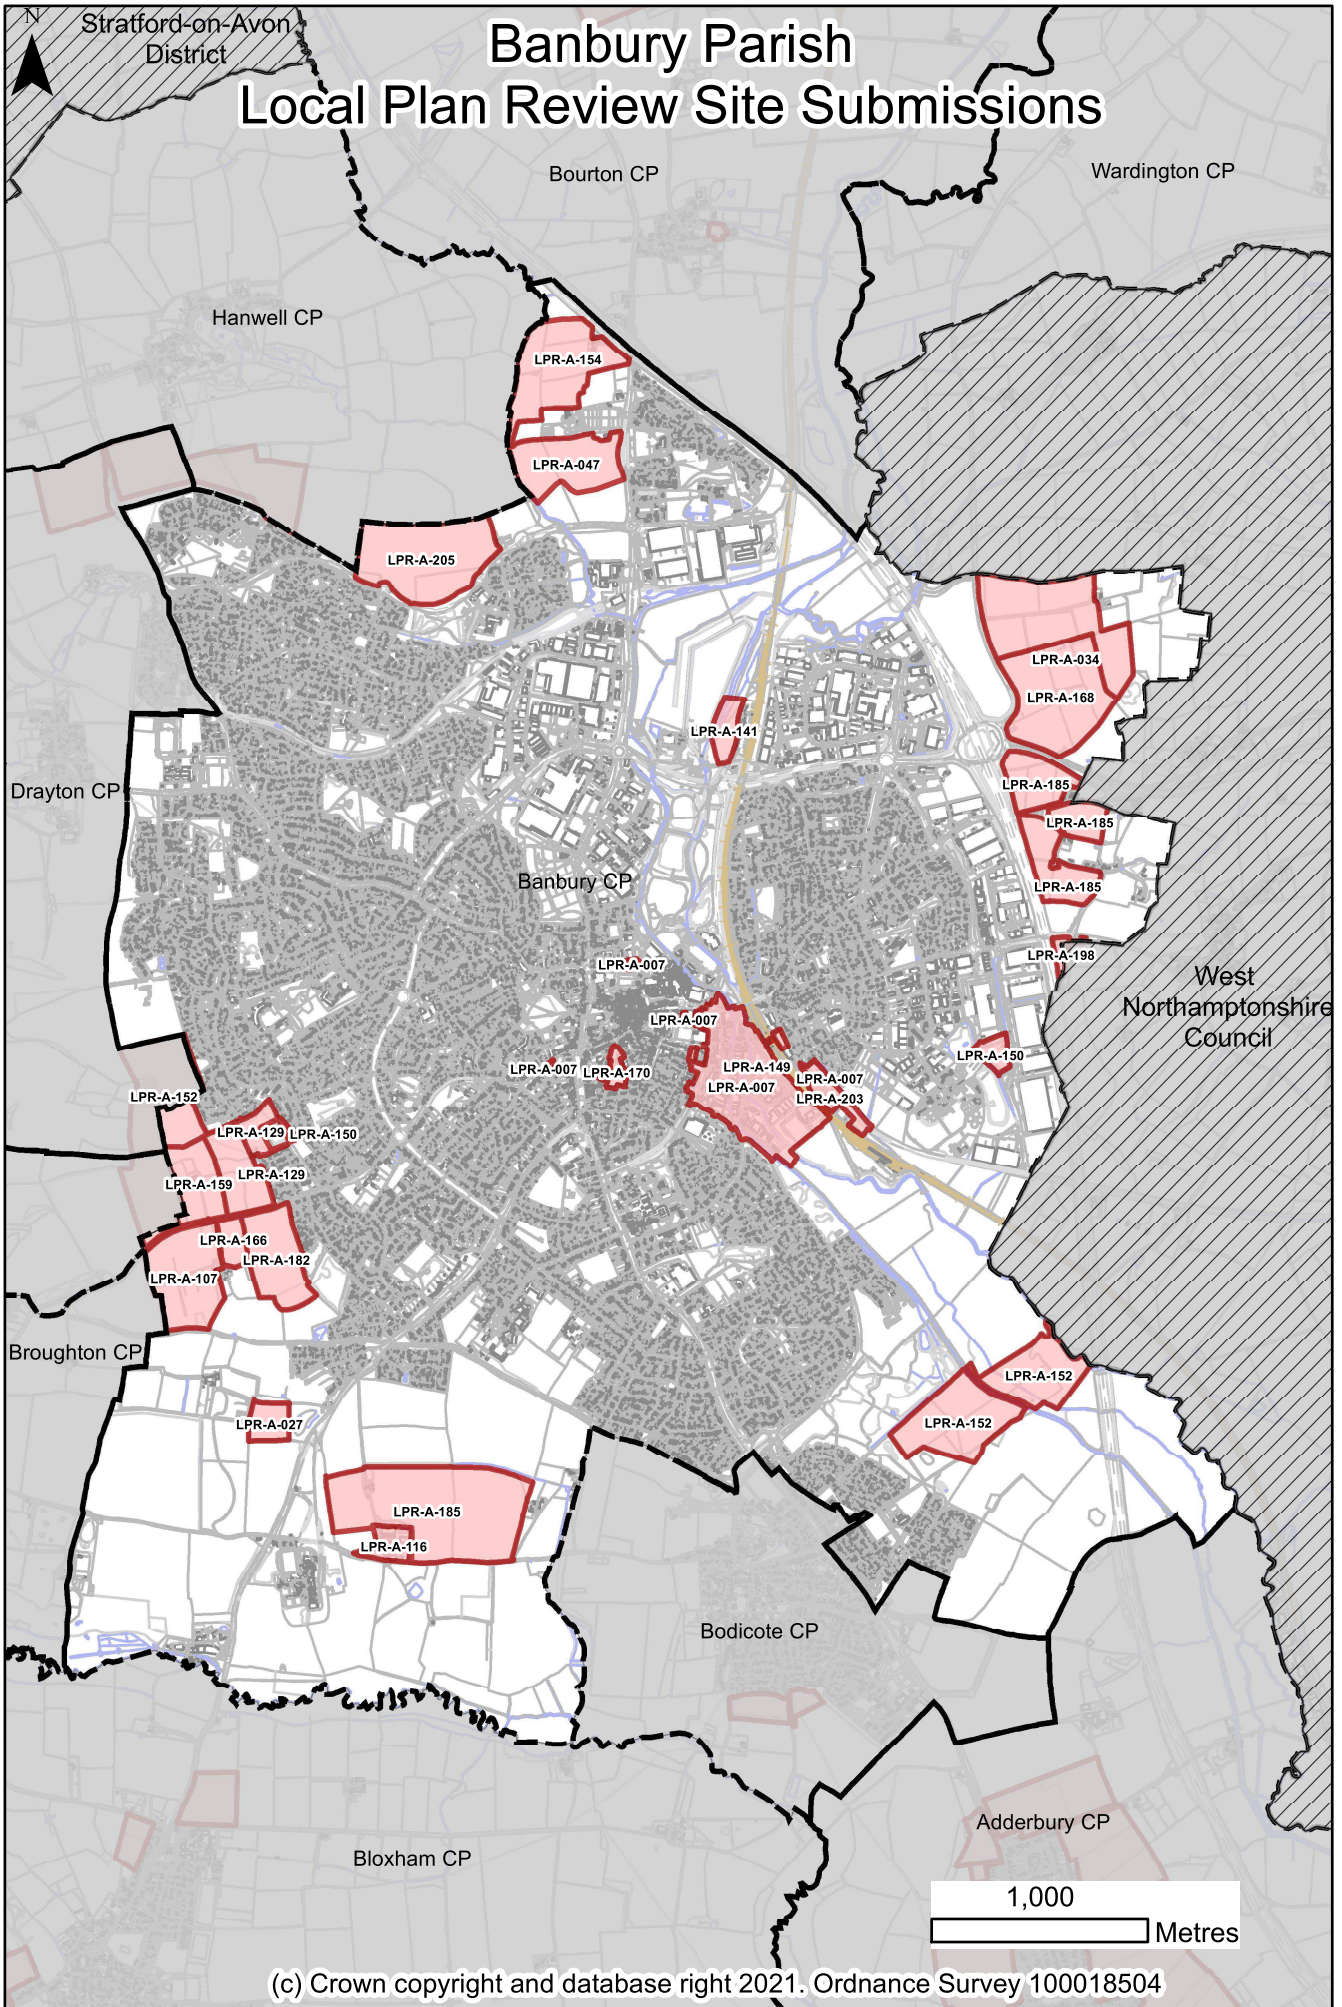 N
Stratford-on-Avon
District
Banbury Parish
Local Plan Review Site Submissions
Bourton CP
Wardington CP
Hanwell CP
LPR-A-154
LPR-A-047
LPR-A-205
LPR-A-034
LPR-A-168
LPR-A-141
LPR-A-185
Drayton CP
LPR-A-185
Banbury CP
LPR-A-185
LPR-A-007
LPR-A-198
West
Northamptonshire
Council
LPR-A-007
LPR-A-150
LPR-A-007
LPR-A-170
LPR-A-149
LPR-A-007
LPR-A-007
LPR-A-203
LPR-A-152
LPR-A-129
LPR-A-150
LPR-A-129
LPR-A-159
LPR-A-166
LPR-A-182
LPR-A-107
Broughton CP
LPR-A-152
LPR-A-152
LPR-A-027
LPR-A-185
LPR-A-116
Bodicote CP
Adderbury CP
Bloxham CP
1,000
Metres
(c) Crown copyright and database right 2021. Ordnance Survey 100018504